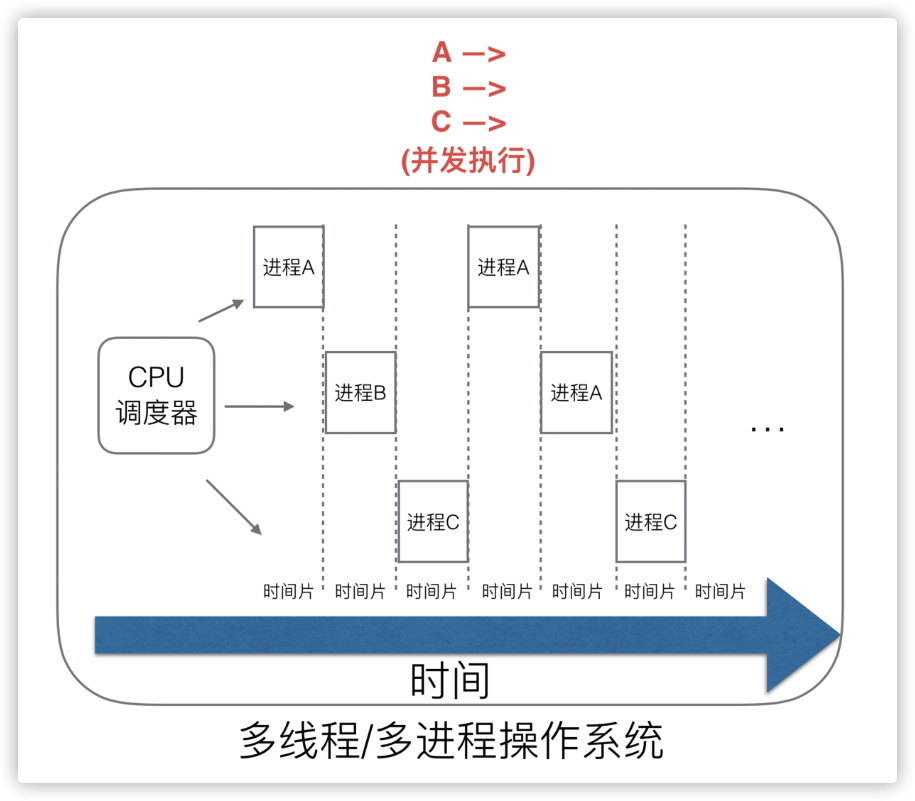 A —>
B —>
C —>
(并发执行)
进程A
进程A
CPU
调度器
进程B
进程A
...
进程C
进程C
时间片 时间片 时间片 时间片 时间片 时间片 时间片
时间
多线程/多进程操作系统